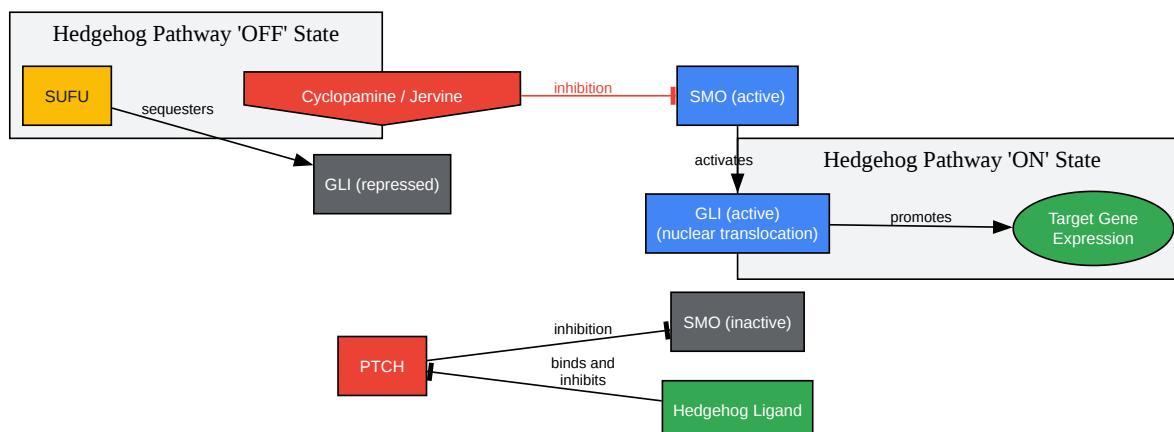 Hedgehog Pathway 'OFF' State
SUFU
sequesters
Cyclopamine / Jervine
inhibition
SMO (active)
GLI (repressed)
activates
Hedgehog Pathway 'ON' State
GLI (active)
(nuclear translocation)
promotes
Target Gene
Expression
SMO (inactive)
inhibition
PTCH
binds and
inhibits
Hedgehog Ligand